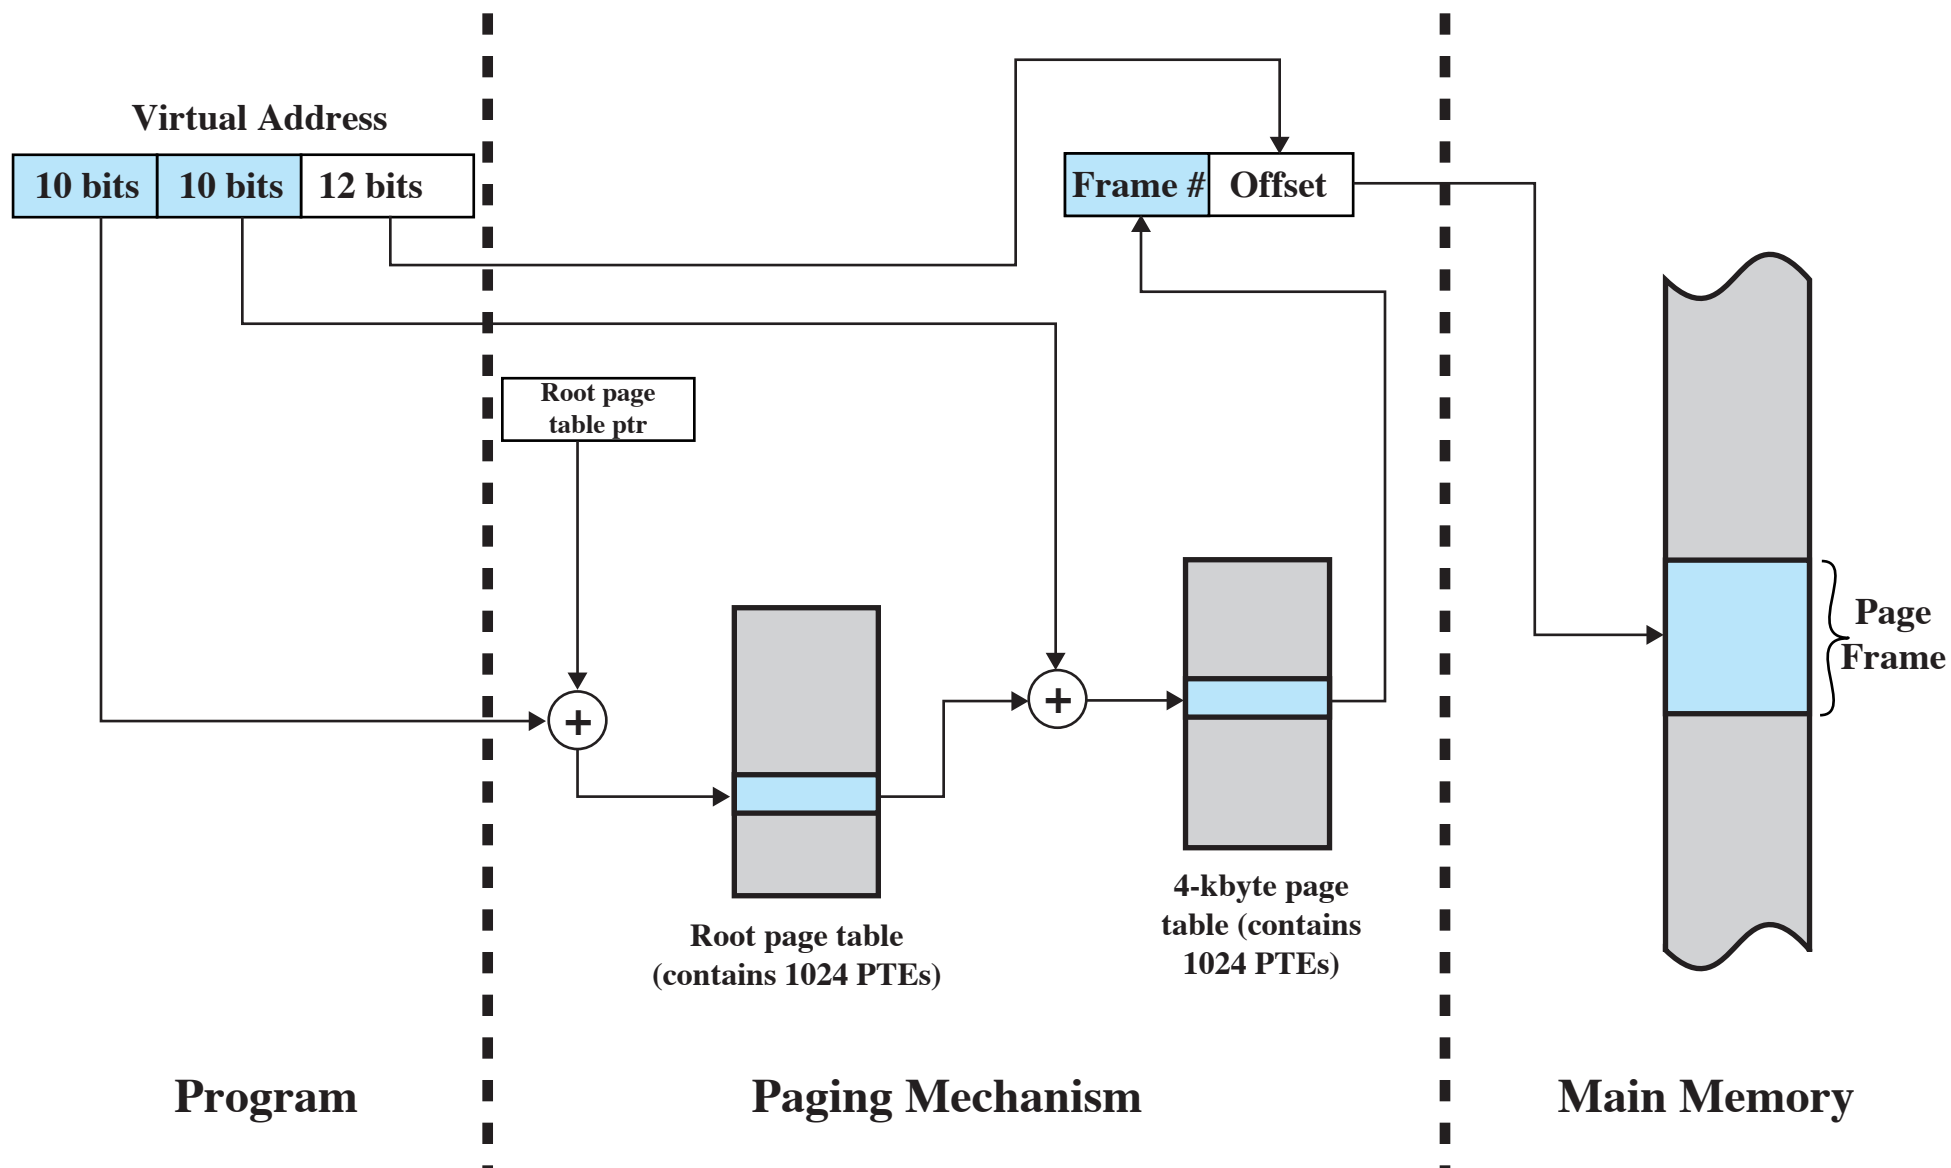 Virtual Address
10 bits
10 bits
12 bits
Frame #
Offset
Root page
table ptr
+
+
Page
Frame
Root page table
(contains 1024 PTEs)
4-kbyte page
table (contains
1024 PTEs)
Program
Paging Mechanism
Main Memory